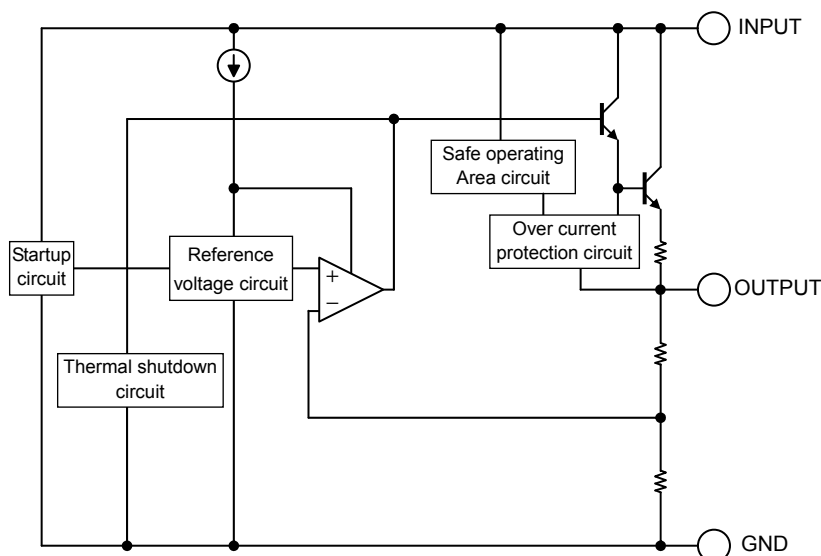 INPUT
Safe operating
Area circuit
Over current
protection circuit
Startup
circuit
Reference
voltage circuit
+
−
OUTPUT
Thermal shutdown
circuit
GND